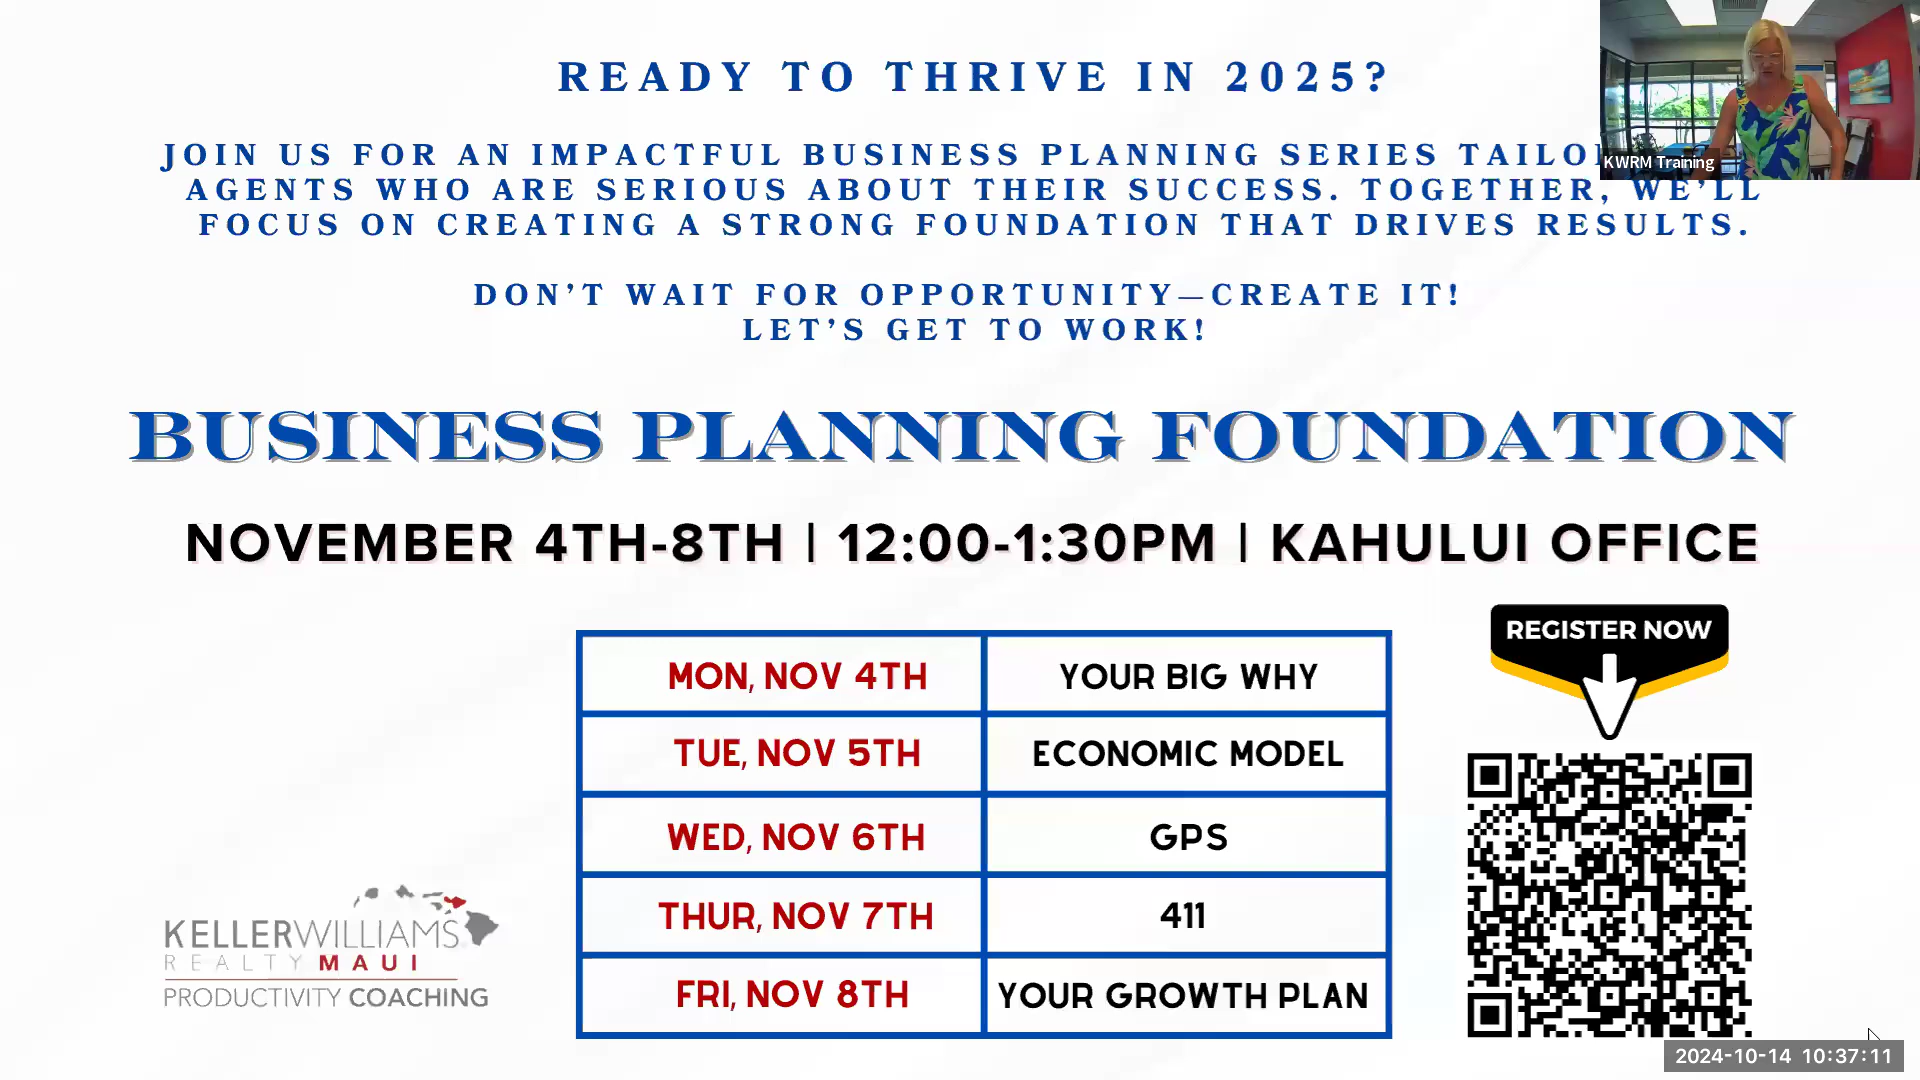 READY TO THRIVE IN 2025?
JOIN US FOR AN IMPACTFUL BUSINESS PLANNING SERIES
AGENTS WHO ARE SERIOUS ABOUT THEIR SUCCESS. TOGETHER, WE'LL
FOCUS ON CREATING A STRONG FOUNDATION THAT DRIVES RESULTS.
DON'T WAIT FOR OPPORTUNITY—CREATE IT!
LET'S GET TO WORK!
KWRM Training
BUSINESS PLANNING FOUNDATION
NOVEMBER 4TH-8TH | 12:00-1:30PM | KAHULUI OFFICE
MON, NOV 4TH YOUR BIG WHY
TUE, NOV 5TH ECONOMIC MODEL
WED, NOV 6TH GPS
THUR, NOV 7TH 411
FRI, NOV 8TH YOUR GROWTH PLAN
REGISTER NOW
KELLERWILLIAMS
REALTY MAUI
PRODUCTIVITY COACHING
2024-10-14 10:37:11